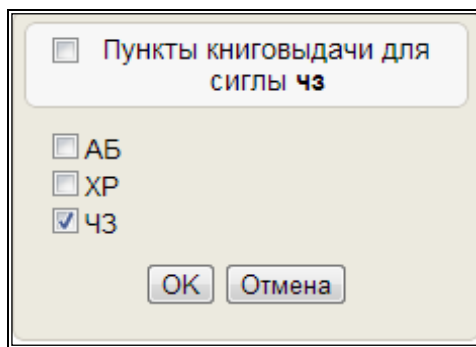 Пункты книговыдачи для
сиглы чз
АБ
ХР
ЧЗ
OK Отмена